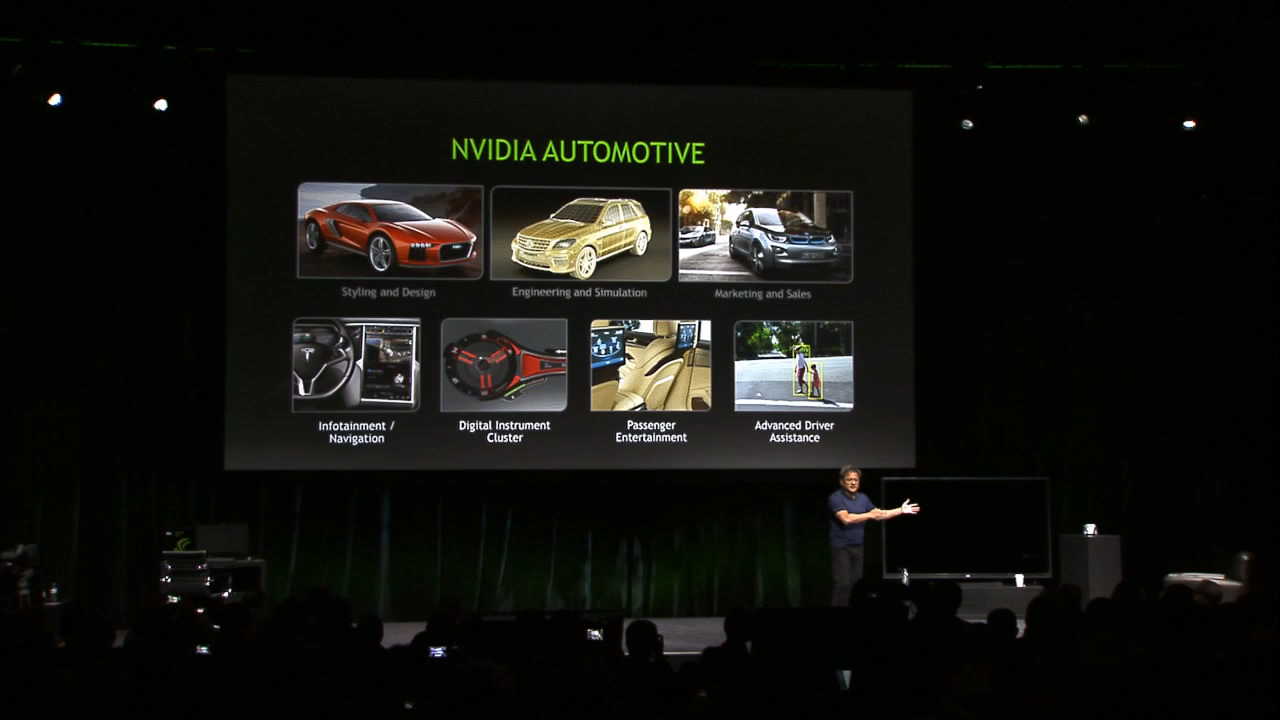 NVIDIA AUTOMOTIVE
Styling and Design
Engineering and Simulation
Marketing and Sales
Infotainment /
Navigation
Digital Instrument
Cluster
Passenger
Entertainment
Advanced Driver
Assistance